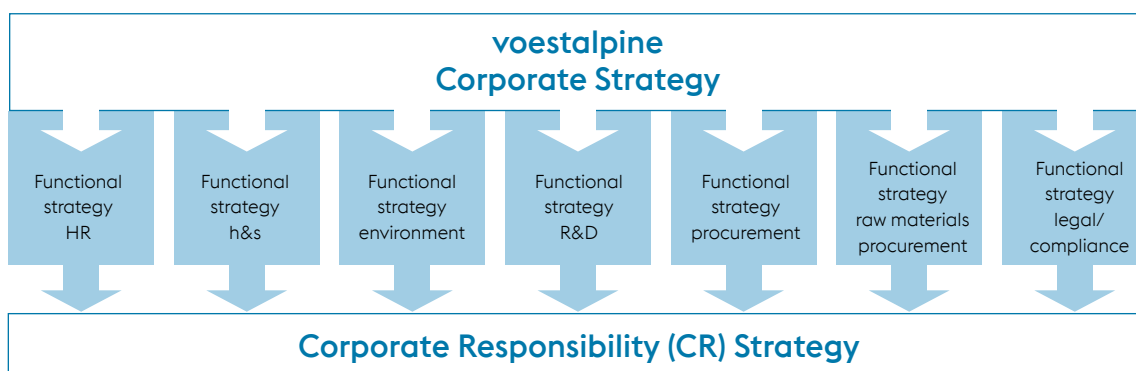 voestalpine
Corporate Strategy
Functional
strategy
HR
Functional
strategy
h&s
Functional
strategy
environment
Functional
strategy
R&D
Functional
strategy
procurement
Functional
strategy
raw materials
procurement
Functional
strategy
legal/
compliance
Corporate Responsibility (CR) Strategy